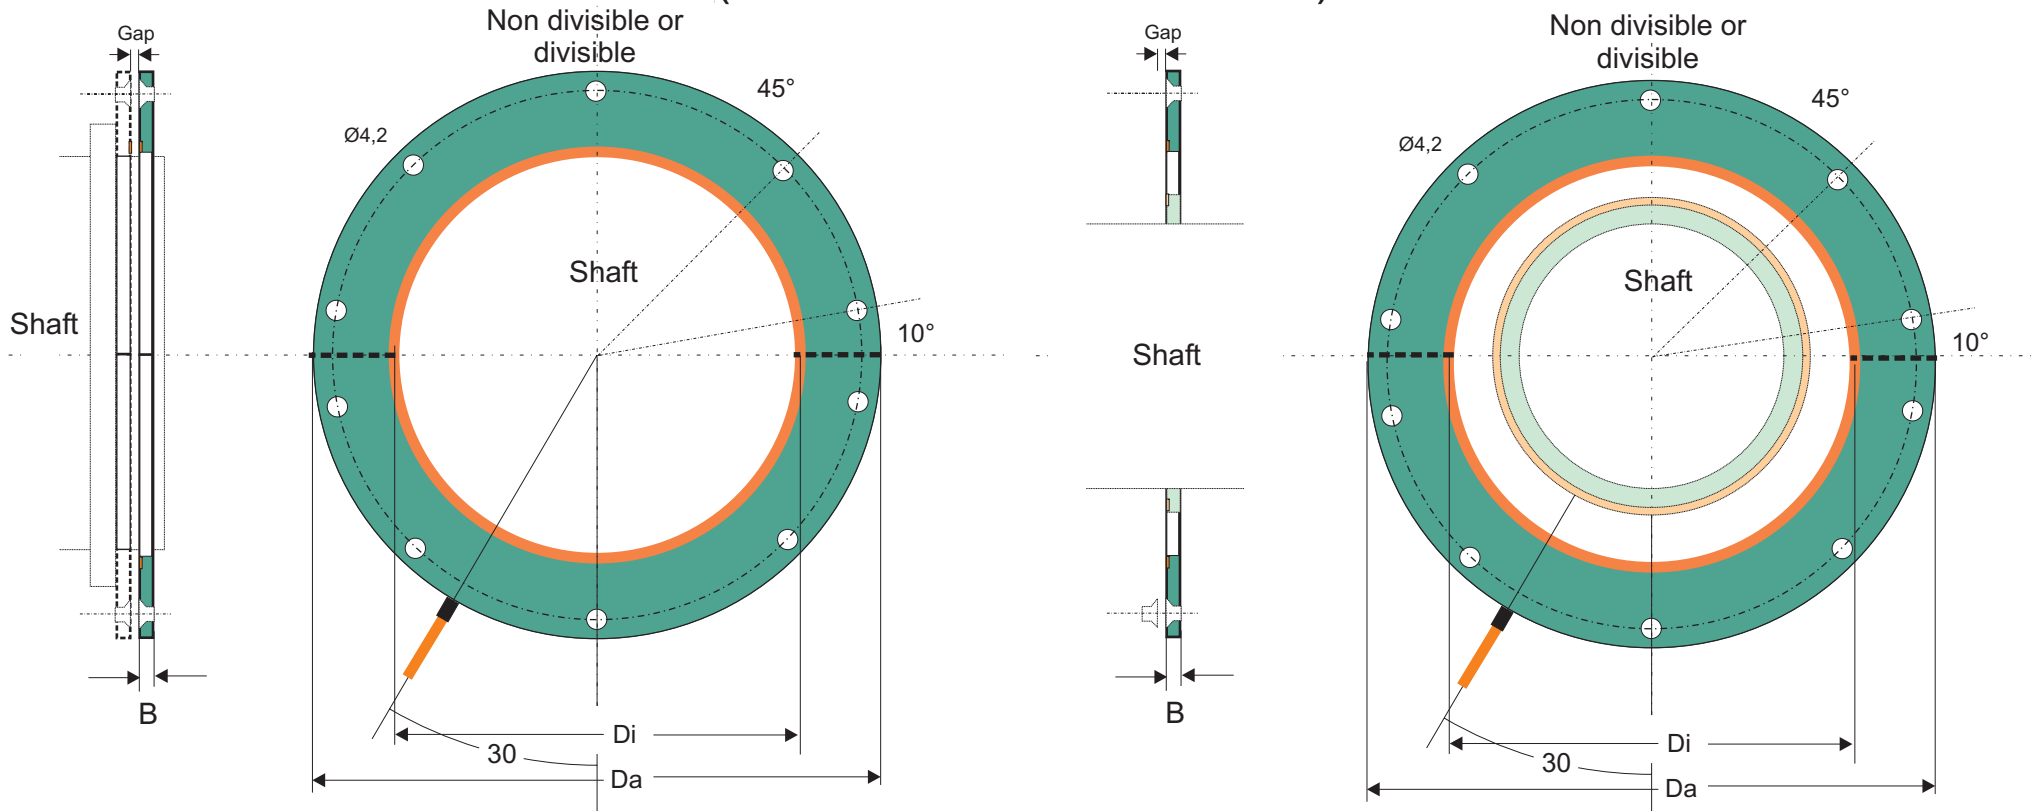 Non divisible or
divisible
Gap
45°
Ø4,2
Shaft
Shaft
10°
B
Di
30
Da
Non divisible or
divisible
Gap
45°
Ø4,2
Shaft
Shaft
10°
B
Di
30
Da